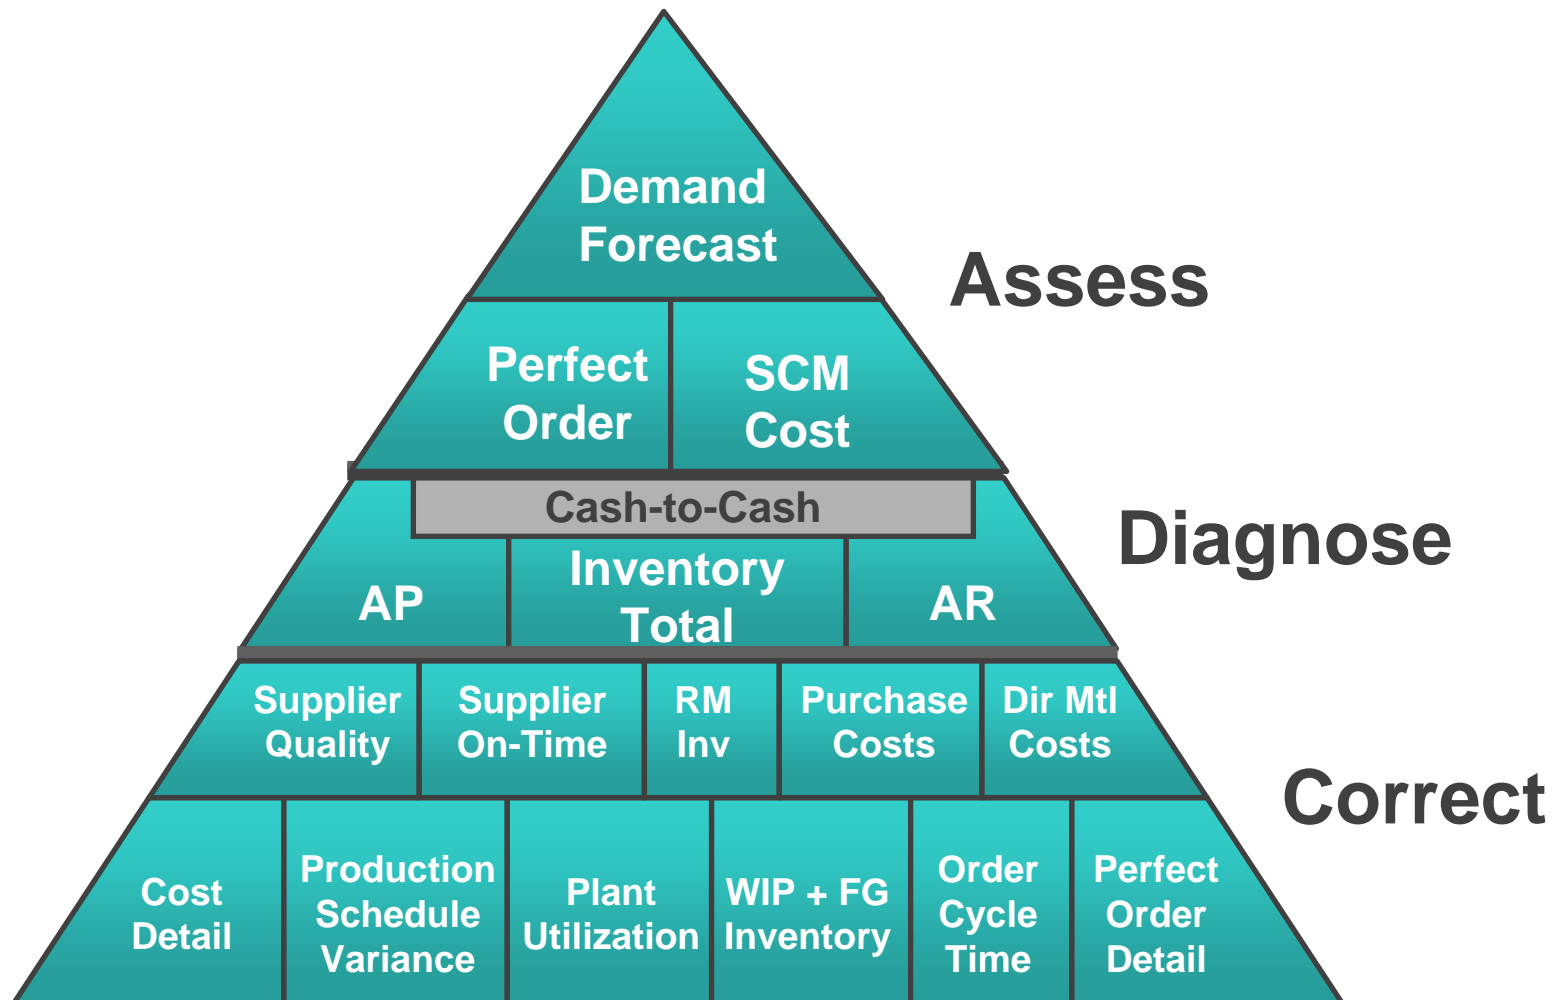 Demand
Forecast
Assess
Perfect
Order
SCM
Cost
Cash-to-Cash
Diagnose
AP
Inventory
Total
AR
Supplier
Quality
Supplier
On-Time
RM
Inv
Purchase
Costs
Dir Mtl
Costs
Correct
Cost
Detail
Production
Schedule
Variance
Plant
Utilization
WIP + FG
Inventory
Order
Cycle
Time
Perfect
Order
Detail